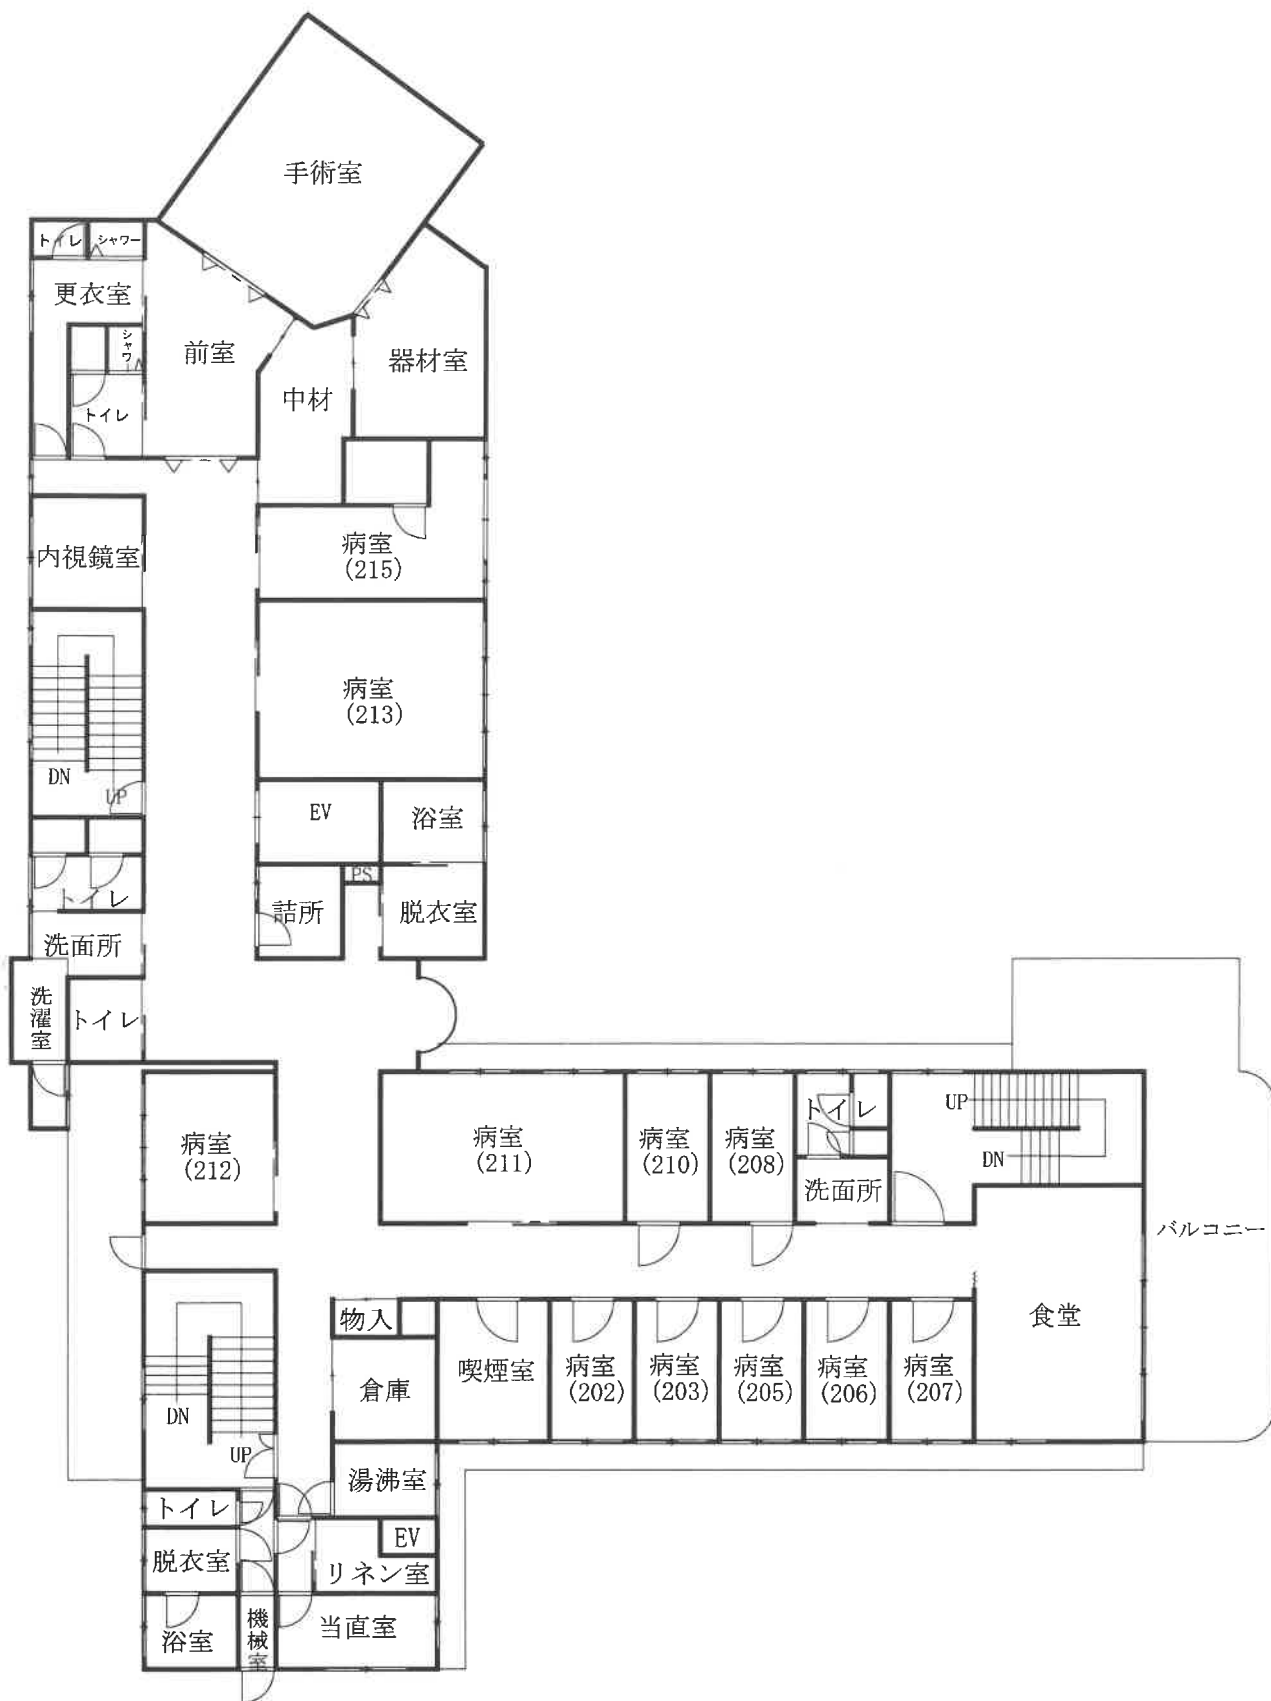 手術室
トイレ
シャワー
更衣室
シャワー
前室
器材室
中材
トイレ
内視鏡室
病室
(215)
病室
(213)
DN
UP
EV
浴室
PS
トイレ
詰所
脱衣室
洗面所
洗濯室
トイレ
病室
(212)
病室
(211)
病室
(210)
病室
(208)
トイレ
洗面所
UP
DN
バルコニー
食堂
物入
倉庫
喫煙室
病室
(202)
病室
(203)
病室
(205)
病室
(206)
病室
(207)
DN
UP
湯沸室
トイレ
EV
脱衣室
リネン室
浴室
機械室
当直室